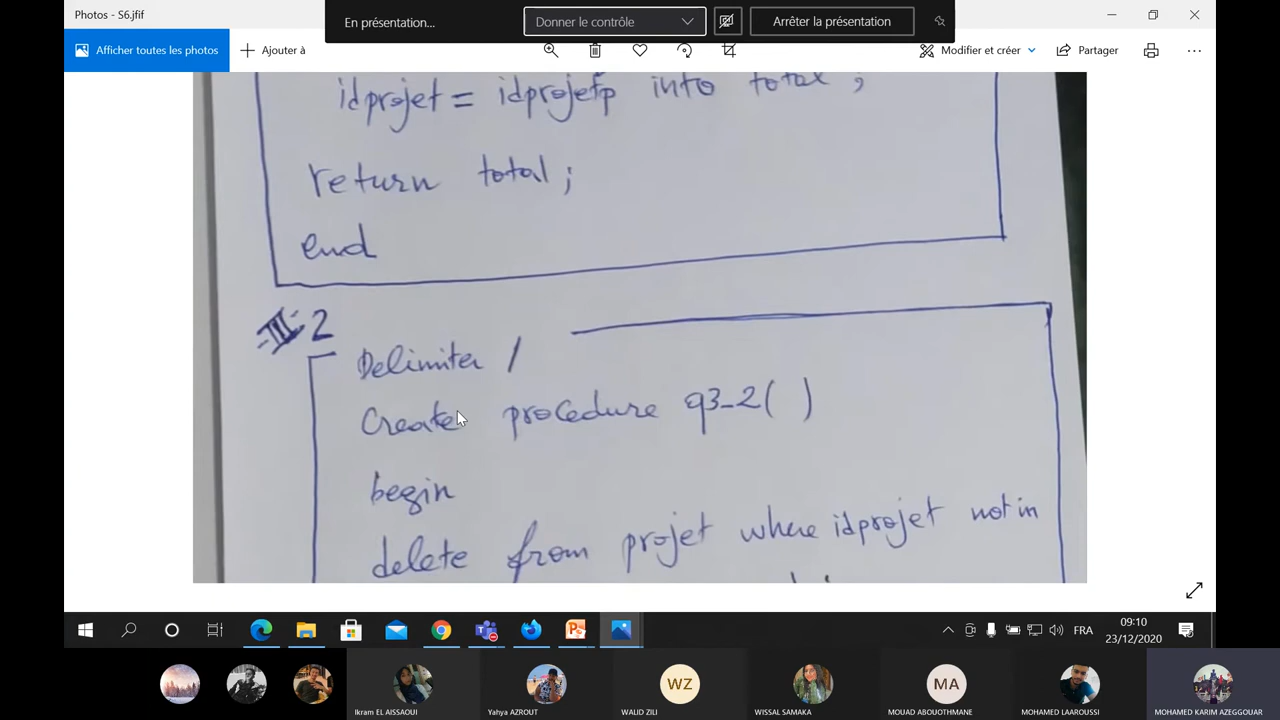 Photos - S6.jfif
En présentation...
Donner le contrôle
Arrêter la présentation
Afficher toutes les photos
Ajouter à
Modifier et créer
Partager
idprojet = idprojetp into total ;
return total ;
end
II-2
Delimiter /
Create procedure q3-2( )
begin
delete from projet where idprojet not in
FRA
09:10
23/12/2020
Ikram EL AISSAOUI
Yahya AZROUT
WZ
WALID ZILI
WISSAL SAMAKA
MA
MOUAD ABOUOTHMANE
MOHAMED LAAROUSSI
MOHAMED KARIM AZEGGOUAR